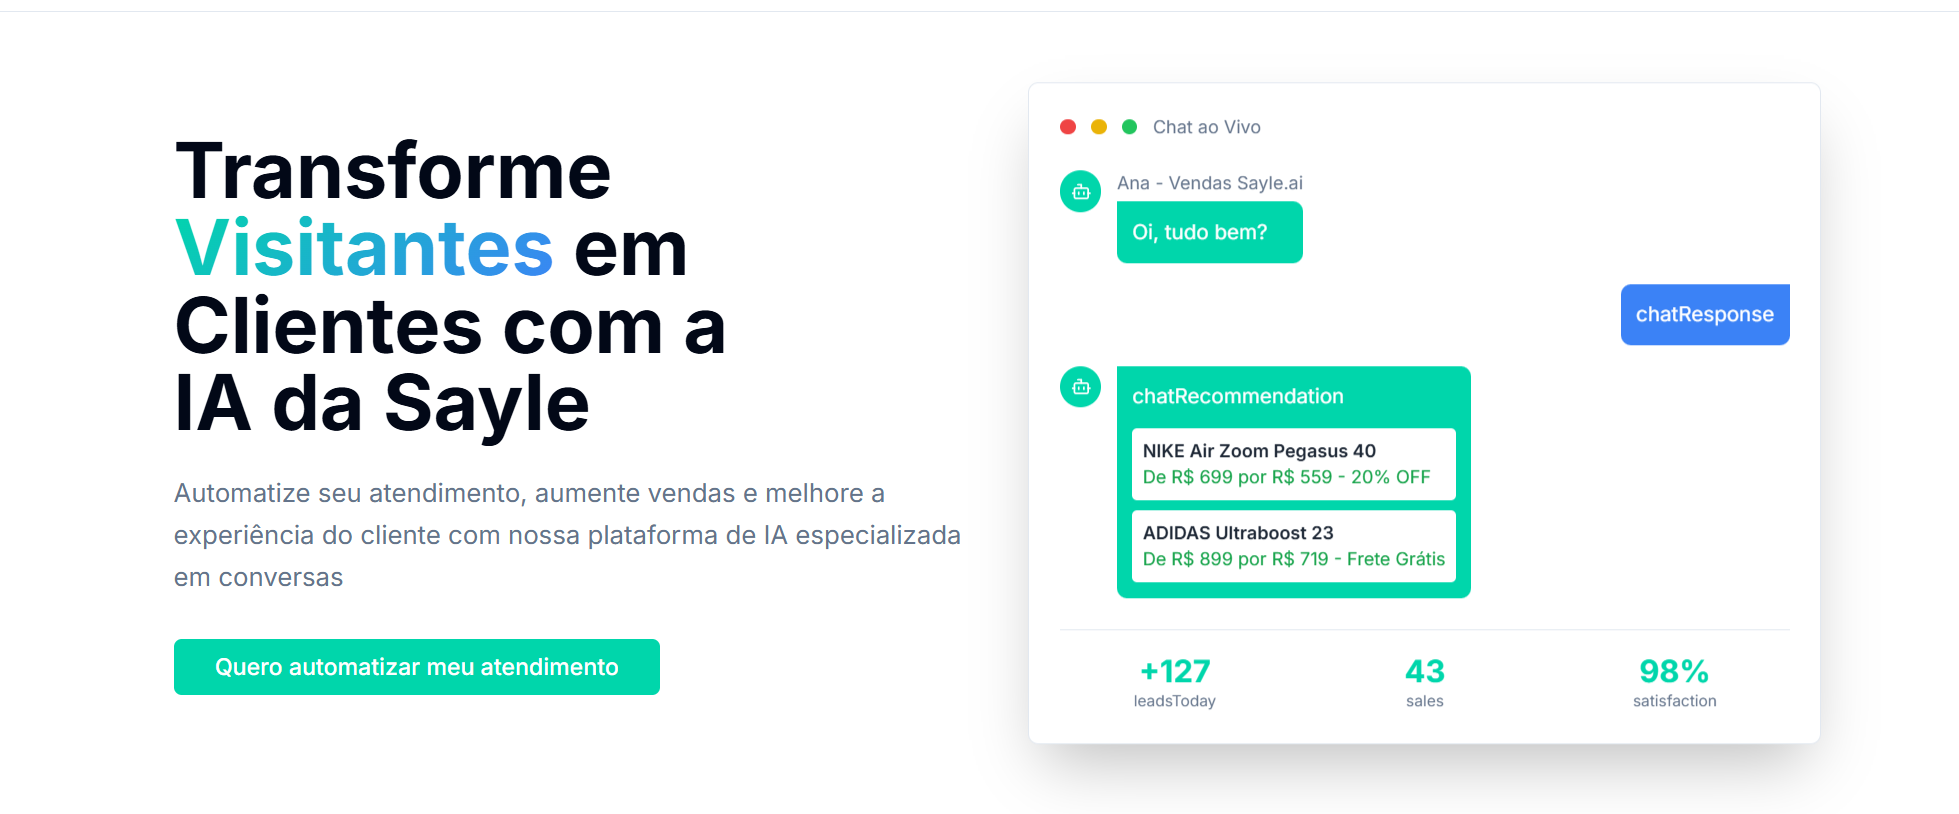 Transforme
Visitantes em
Clientes com a
IA da Sayle
Automatize seu atendimento, aumente vendas e melhore a
experiência do cliente com nossa plataforma de IA especializada
em conversas
Quero automatizar meu atendimento
Chat ao Vivo
Ana - Vendas Sayle.ai
Oi, tudo bem?
chatResponse
chatRecommendation
NIKE Air Zoom Pegasus 40
De R$ 699 por R$ 559 - 20% OFF
ADIDAS Ultraboost 23
De R$ 899 por R$ 719 - Frete Grátis
+127
leadsToday
43
sales
98%
satisfaction